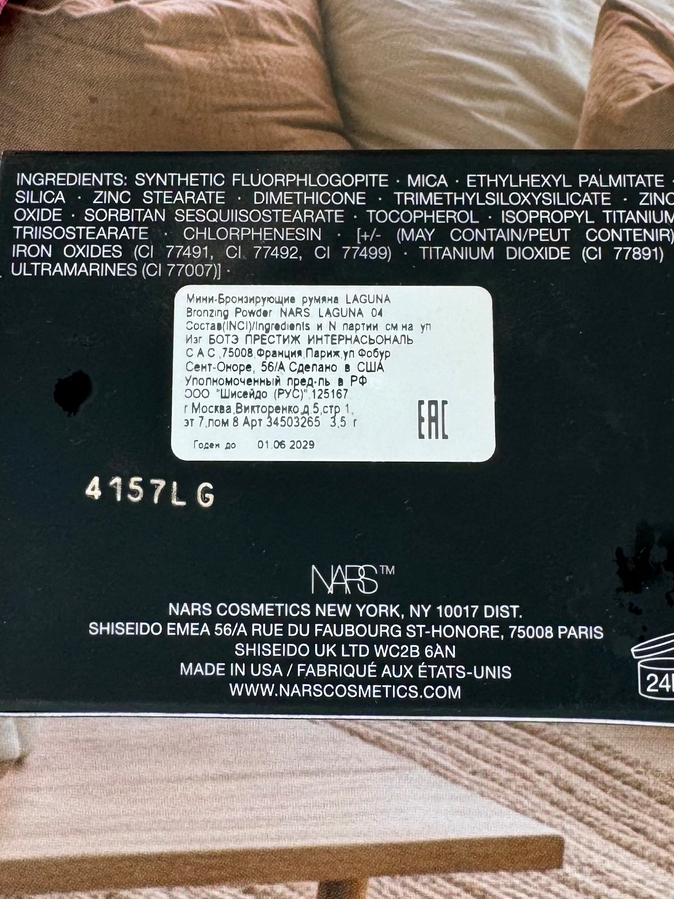 INGREDIENTS: SYNTHETIC FLUORPHLOGOPITE · MICA · ETHYLHEXYL PALMITATE ·
SILICA · ZINC STEARATE · DIMETHICONE · TRIMETHYLSILOXYSILICATE · ZINC
OXIDE · SORBITAN SESQUIISOSTEARATE · TOCOPHEROL · ISOPROPYL TITANIUM
TRIISOSTEARATE · CHLORPHENESIN · [+/- (MAY CONTAIN/PEUT CONTENIR)
IRON OXIDES (CI 77491, CI 77492, CI 77499) · TITANIUM DIOXIDE (CI 77891)
ULTRAMARINES (CI 77007)] ·
Мини-Бронзирующие румяна LAGUNA
Bronzing Powder NARS LAGUNA 04
Состав(INCI)/Ingredients и N партии см на уп
Изг БОТЭ ПРЕСТИЖ ИНТЕРНАСЬОНАЛЬ
С А С ,75008 Франция,Париж,ул Фобур
Сент-Оноре, 56/А Сделано в США
Уполномоченный пред-ль в РФ
ООО "Шисейдо (РУС)",125167
г Москва,Викторенко,д 5,стр 1,
эт 7,пом 8 Арт 34503265 3,5 г
Годен до 01.06 2029
EAC
4157LG
NARS™
NARS COSMETICS NEW YORK, NY 10017 DIST.
SHISEIDO EMEA 56/A RUE DU FAUBOURG ST-HONORE, 75008 PARIS
SHISEIDO UK LTD WC2B 6AN
MADE IN USA / FABRIQUÉ AUX ÉTATS-UNIS
WWW.NARSCOSMETICS.COM